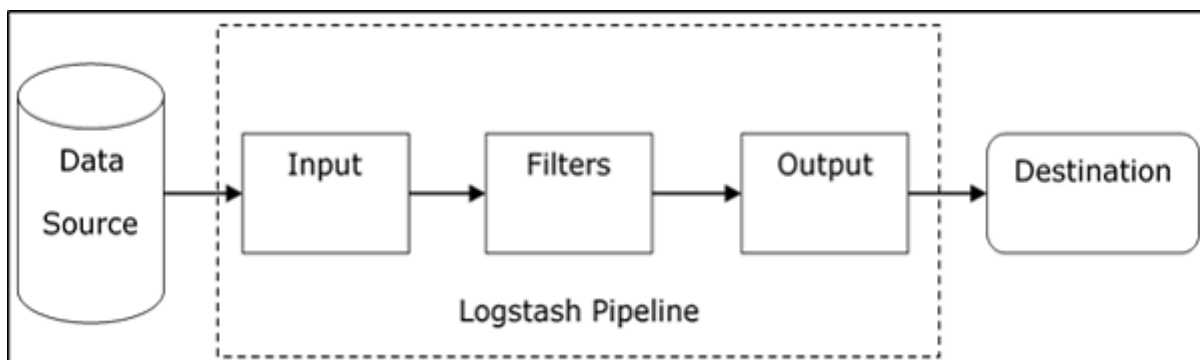 Data
Source
Input
Filters
Output
Destination
Logstash Pipeline